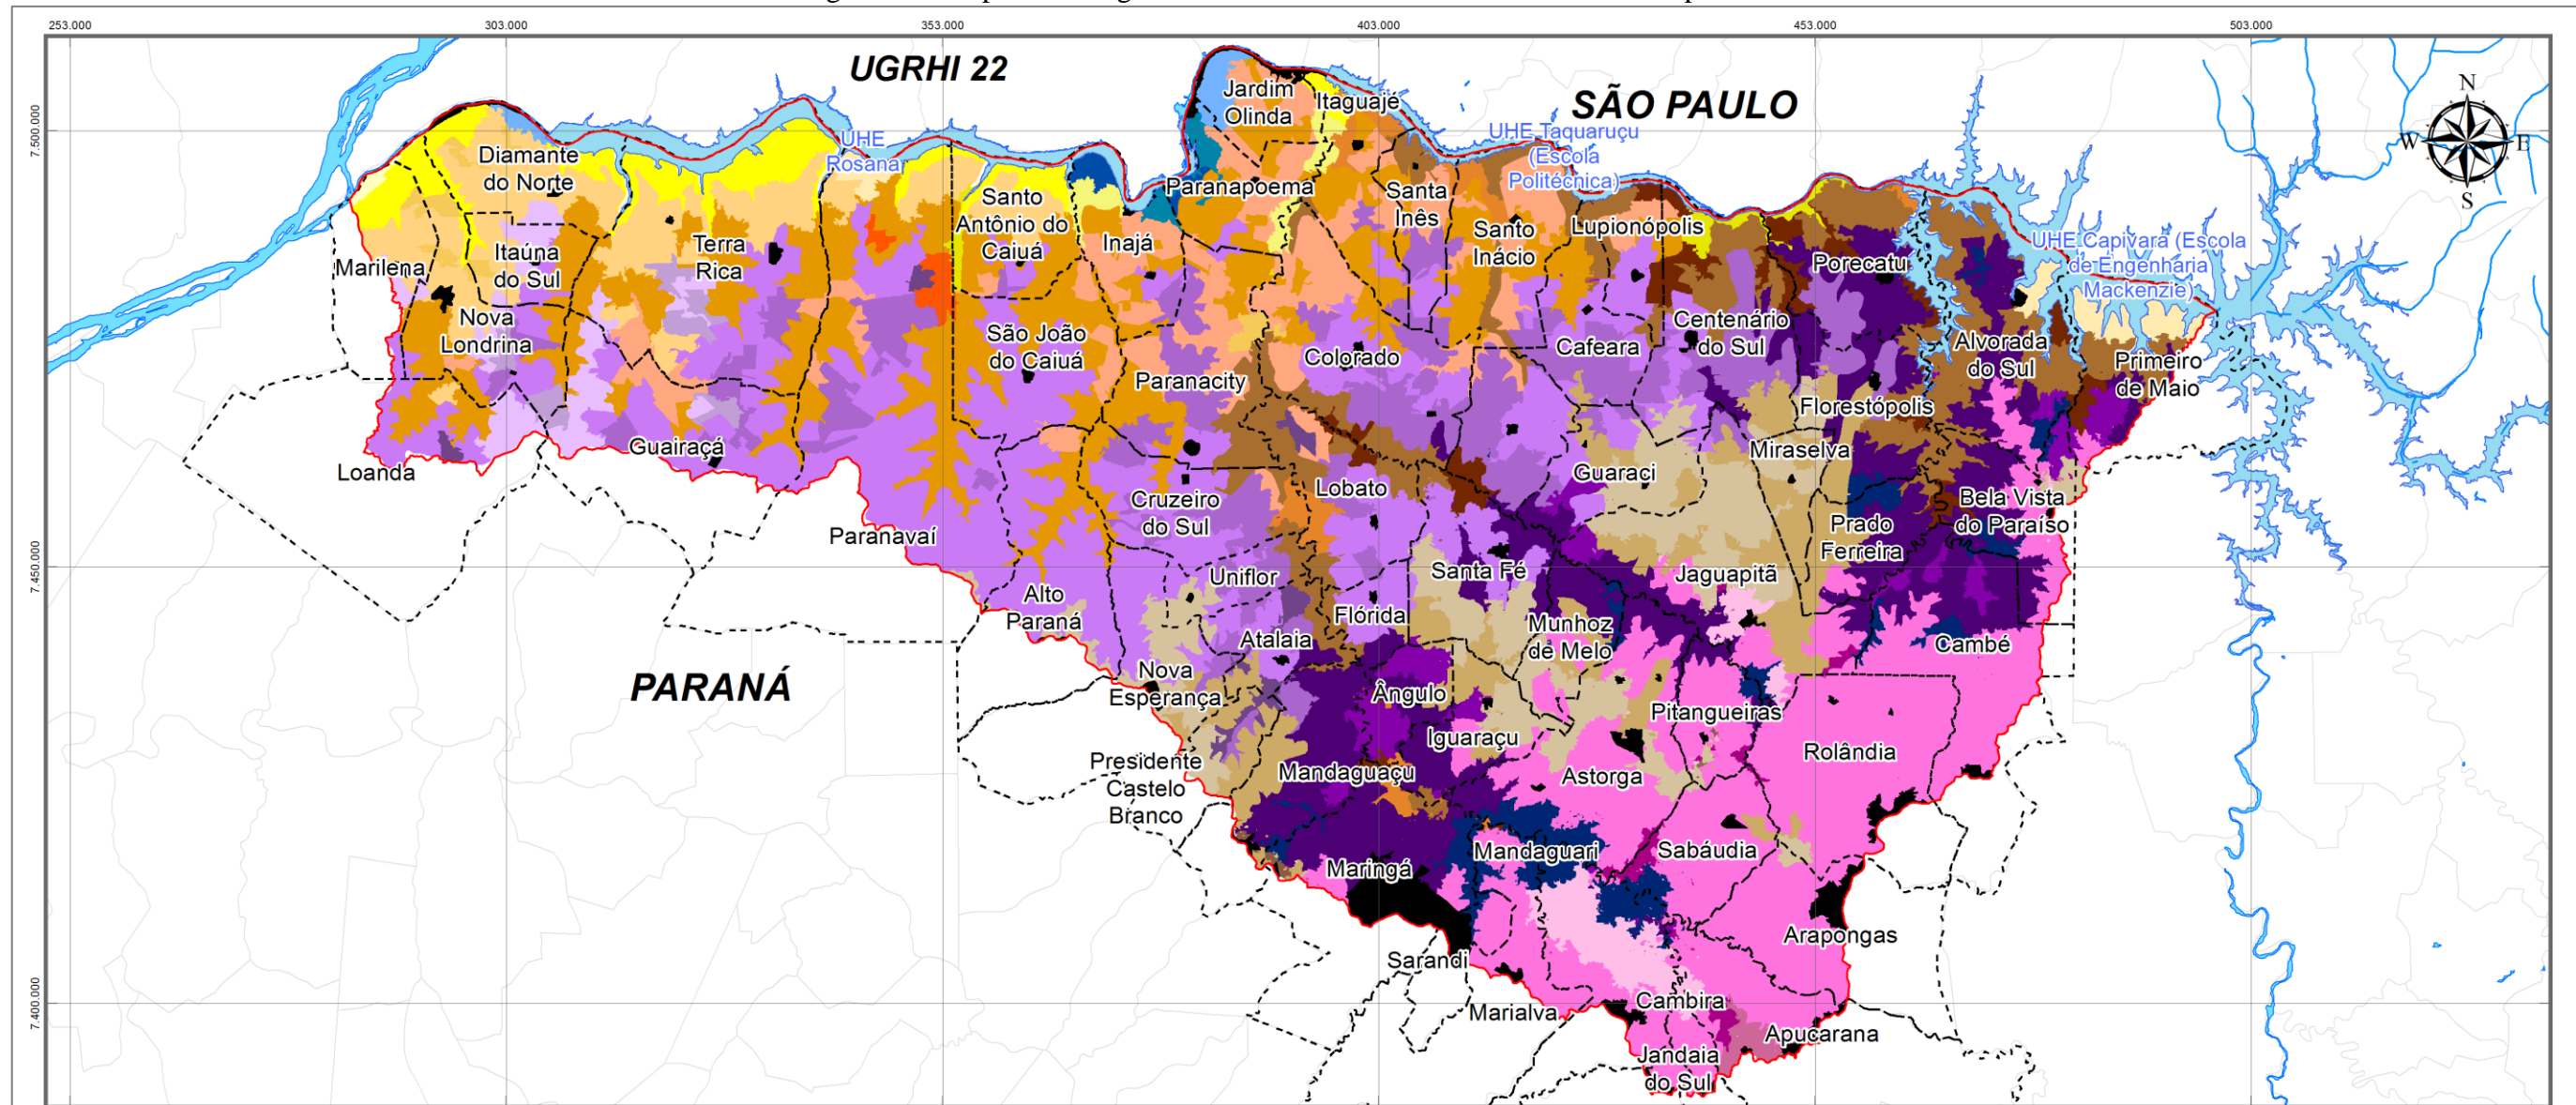 253.000
303.000
353.000
403.000
453.000
503.000
UGRHI 22
SÃO PAULO
N
W
E
S
7.500.000
7.450.000
7.400.000
Jardim
Olinda
Itaguajé
UHE
Rosana
UHE Taquaruçu
(Escola
Politécnica)
Diamante
do Norte
Santo
Antônio do
Caiuá
Paranapoema
Santa
Inês
Santo
Inácio
Lupionópolis
UHE Capivara (Escola
de Engenharia
Mackenzie)
Marilena
Itaúna
do Sul
Terra
Rica
Inajá
Porecatu
Nova
Londrina
São João
do Caiuá
Colorado
Cafeara
Centenário
do Sul
Alvorada
do Sul
Primeiro
de Maio
Paranacity
Florestópolis
Loanda
Guairaçá
Miraselva
Guaraci
Lobato
Cruzeiro
do Sul
Bela Vista
do Paraíso
Paranavaí
Prado
Ferreira
Uniflor
Santa Fé
Jaguapitã
Alto
Paraná
Flórida
Munhoz
de Melo
Atalaia
Cambé
PARANÁ
Nova
Esperança
Ângulo
Pitangueiras
Iguaraçu
Rolândia
Presidente
Castelo
Branco
Mandaguaçu
Astorga
Maringá
Mandaguari
Sabáudia
Arapongas
Sarandi
Marialva
Cambira
Apucarana
Jandaia
do Sul